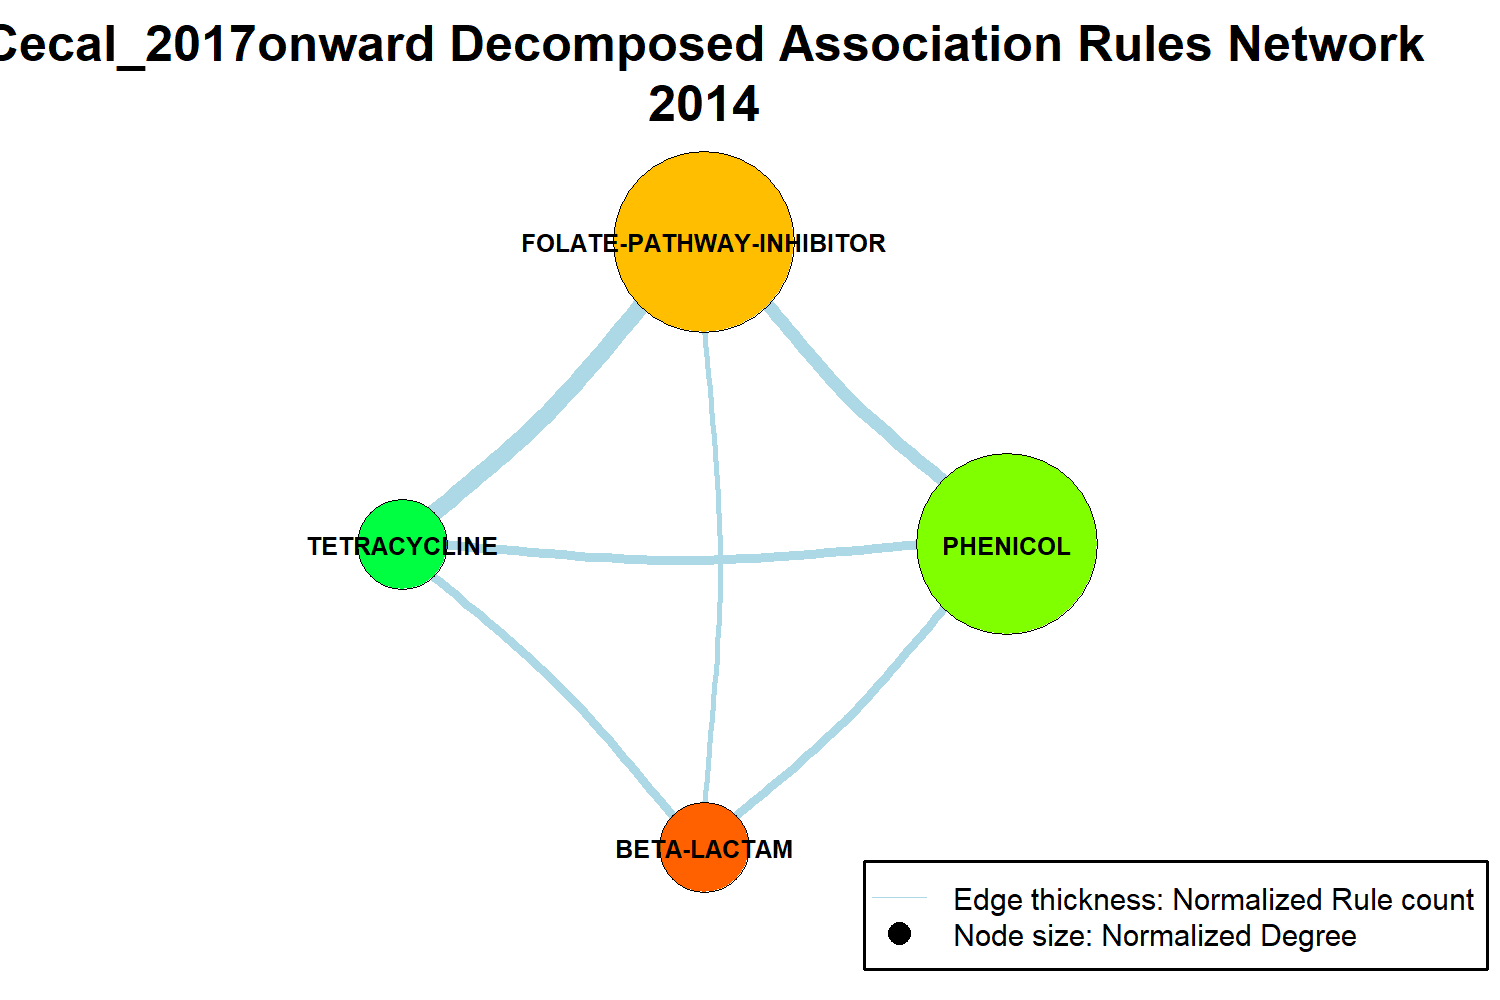 Cecal_2017onward Decomposed Association Rules Network
2014
FOLATE-PATHWAY-INHIBITOR
TETRACYCLINE
PHENICOL
BETA-LACTAM
Edge thickness: Normalized Rule count
Node size: Normalized Degree